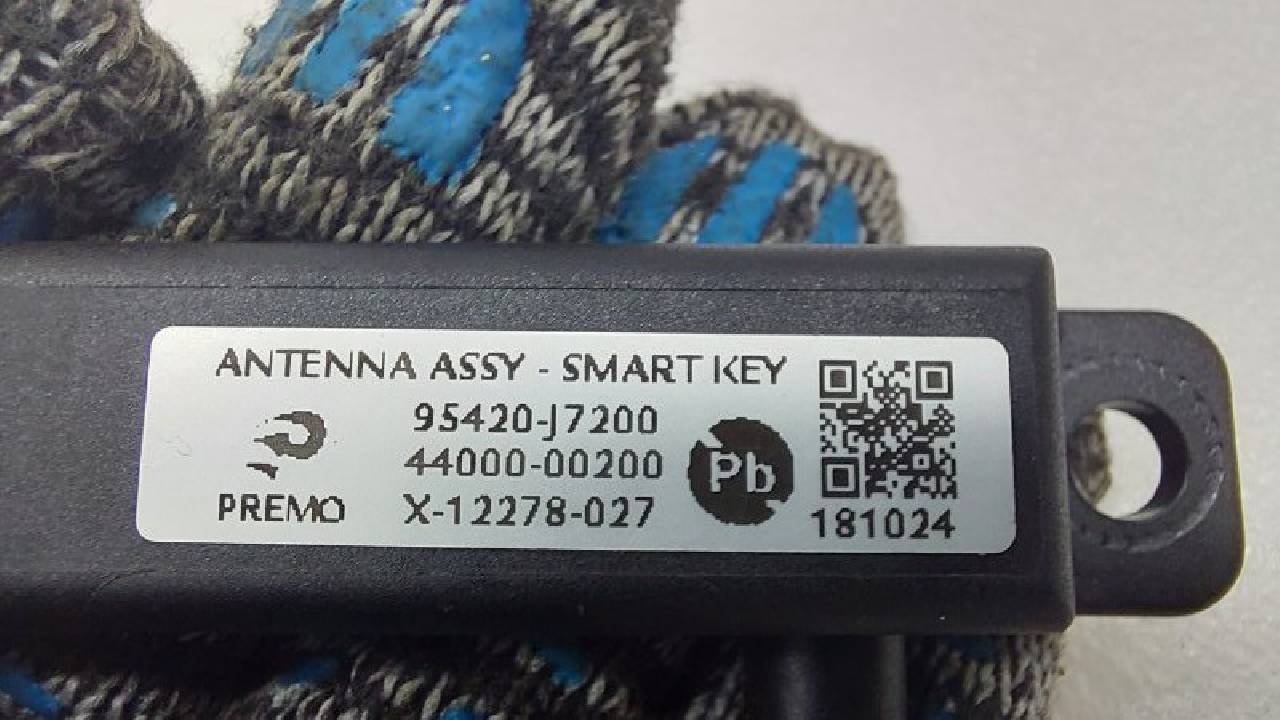 ANTENNA ASSY - SMART KEY
95420-J7200
44000-00200
PREMO
X-12278-027
Pb
181024